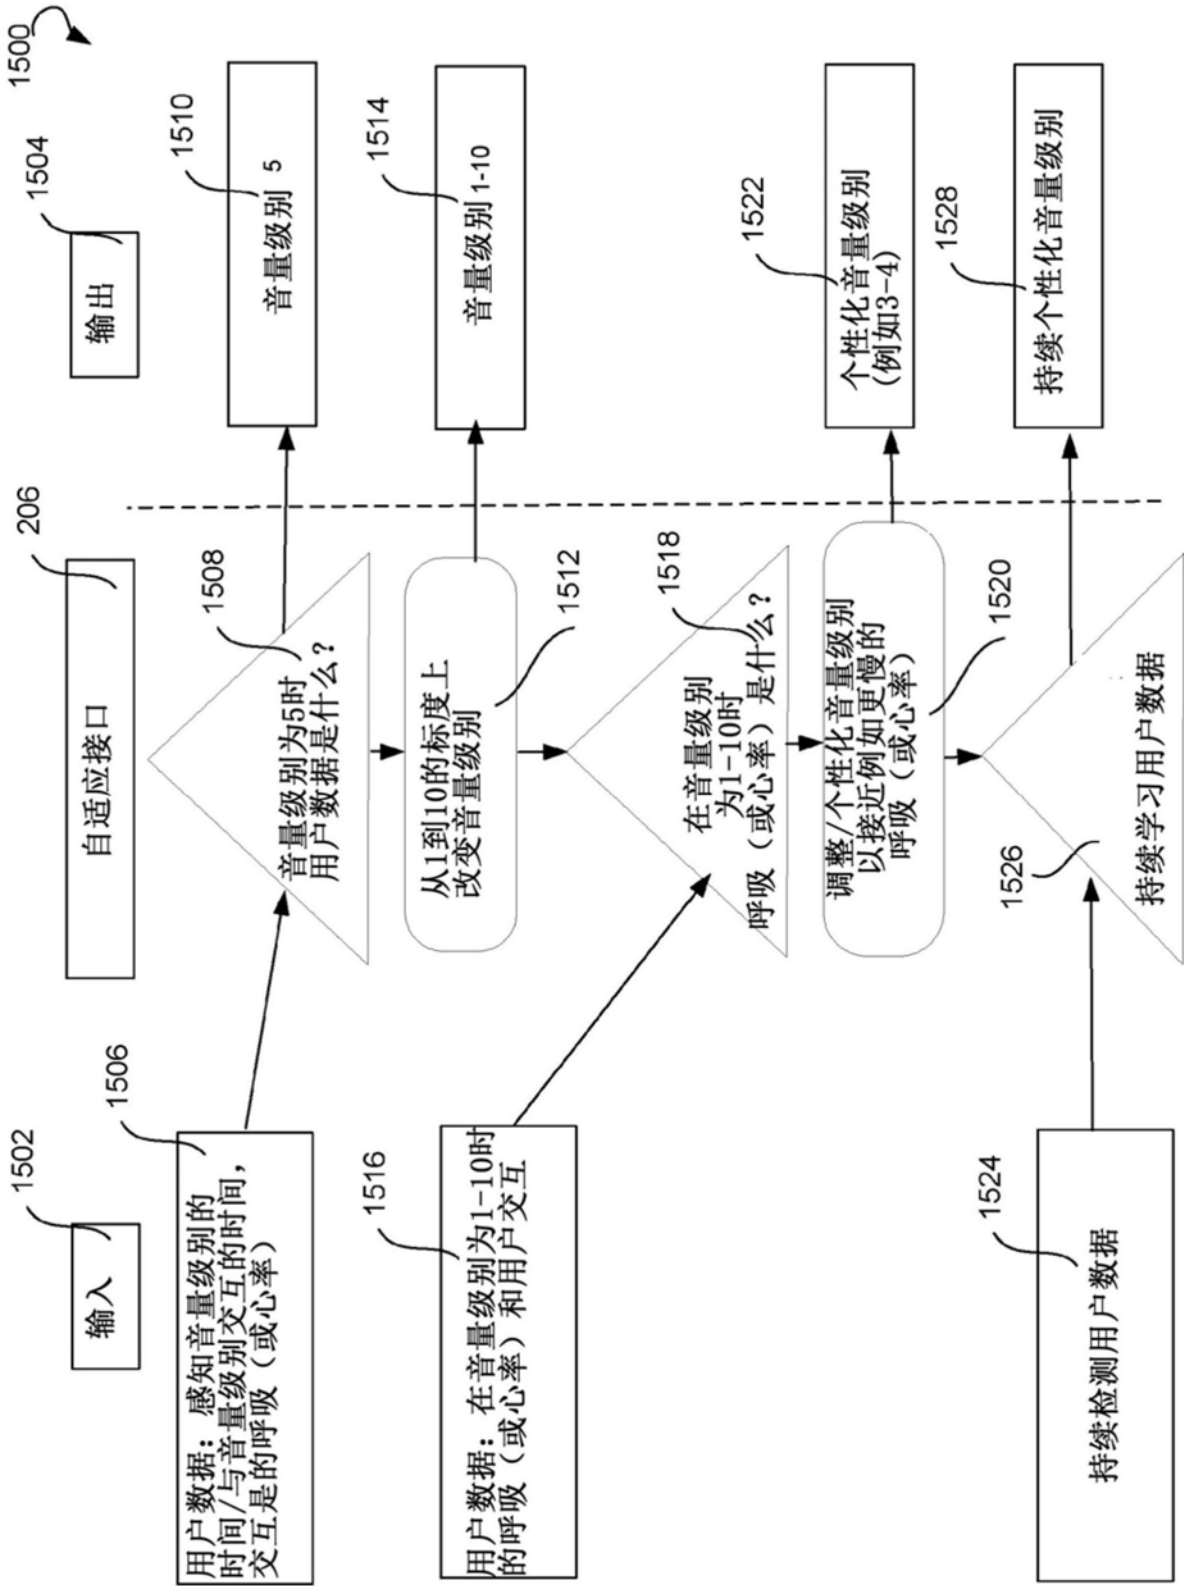 1500
1502
输入
206
自适应接口
1504
输出
1506
用户数据：感知音量级别的
时间/与音量级别交互的时间，
交互是的呼吸（或心率）
1508
音量级别为5时
用户数据是什么？
1510
音量级别 5
1512
从1到10的标度上
改变音量级别
1514
音量级别 1-10
1516
用户数据：在音量级别为1-10时
的呼吸（或心率）和用户交互
1518
在音量级别
为1-10时
呼吸（或心率）是什么？
1520
调整/个性化音量级别
以接近例如更慢的
呼吸（或心率）
1522
个性化音量级别
(例如3-4)
1524
持续检测用户数据
1526
持续学习用户数据
1528
持续个性化音量级别